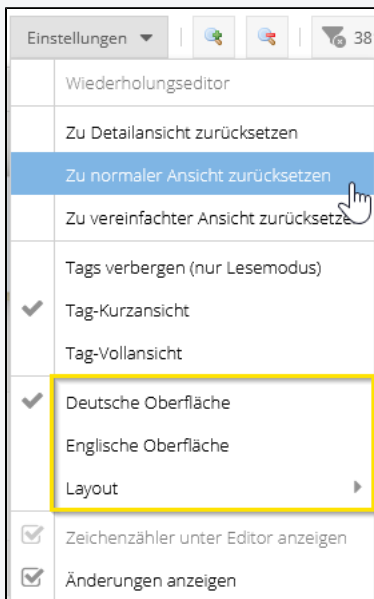 Einstellungen
38
Wiederholungseditor
Zu Detailansicht zurücksetzen
Zu normaler Ansicht zurücksetzen
Zu vereinfachter Ansicht zurücksetze
Tags verbergen (nur Lesemodus)
Tag-Kurzansicht
Tag-Vollansicht
Deutsche Oberfläche
Englische Oberfläche
Layout
Zeichenzähler unter Editor anzeigen
Änderungen anzeigen